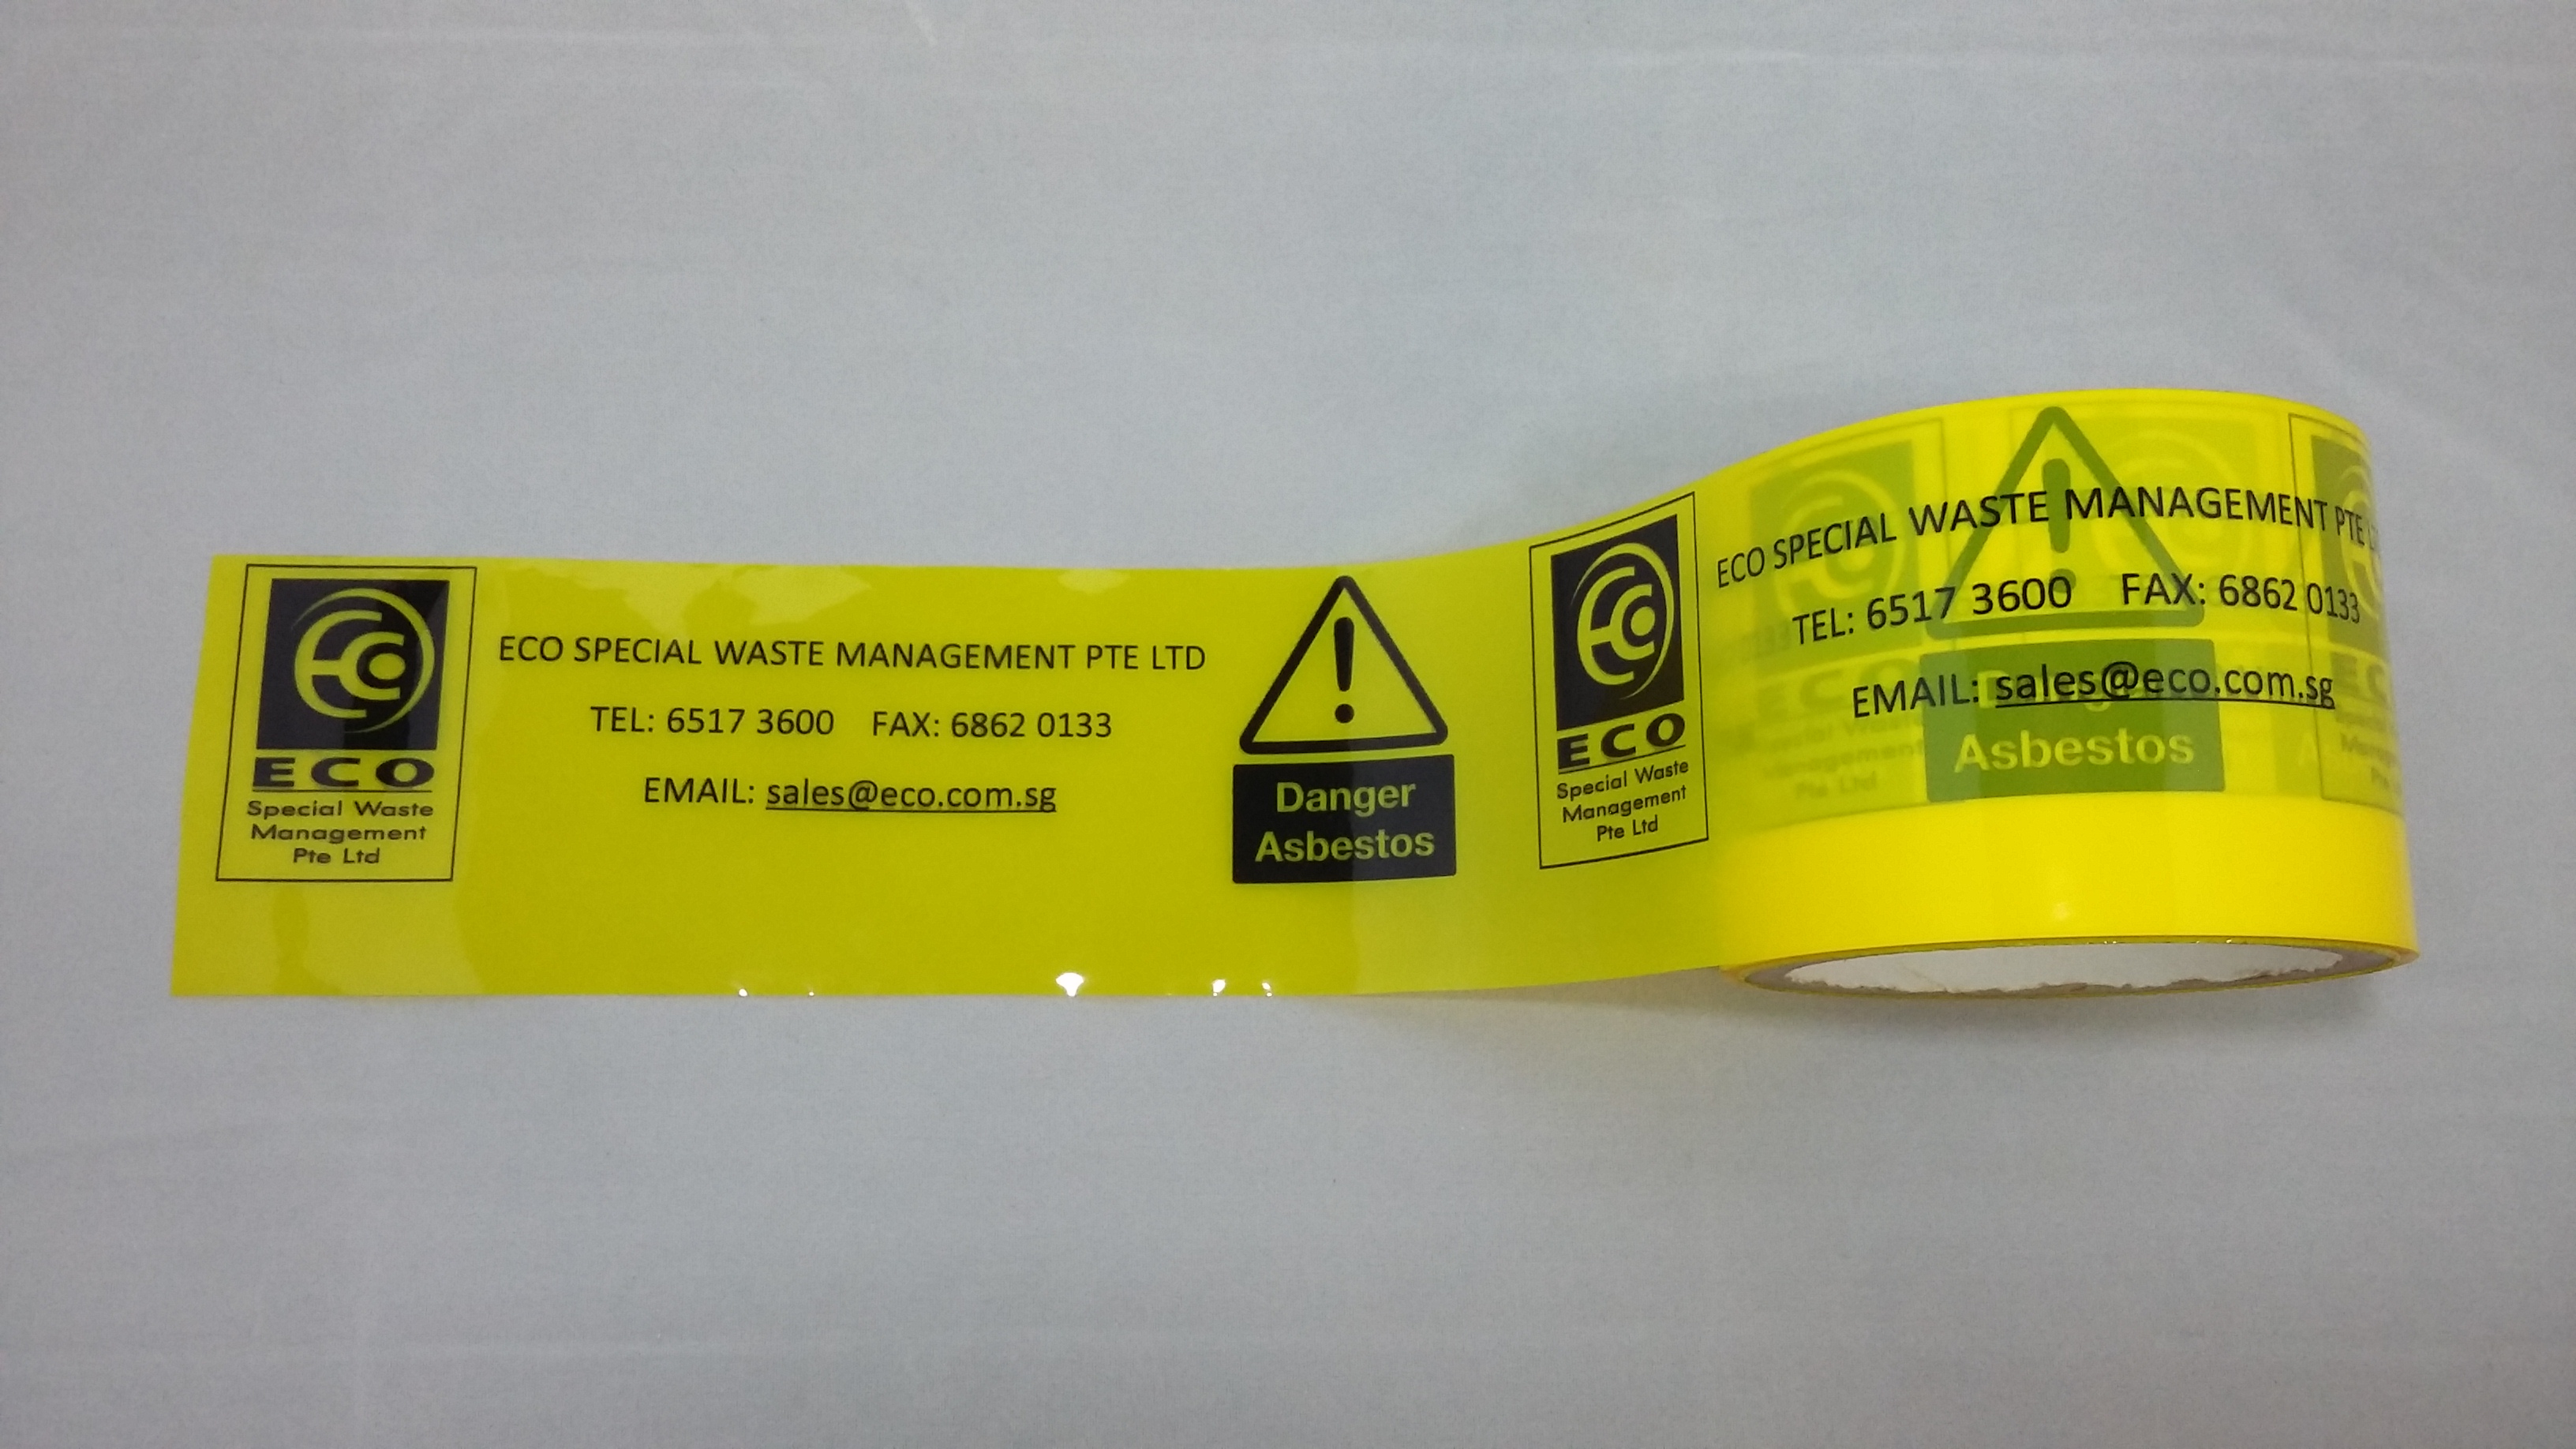 ECO
Special Waste
Management
Pte Ltd
ECO SPECIAL WASTE MANAGEMENT PTE LTD
TEL: 6517 3600 FAX: 6862 0133
EMAIL: sales@eco.com.sg
Danger
Asbestos
ECO
Special Waste
Management
Pte Ltd
ECO SPECIAL WASTE MANAGEMENT PTE
TEL: 6517 3600 FAX: 6862 0133
EMAIL: sales@eco.com.sg
Asbestos